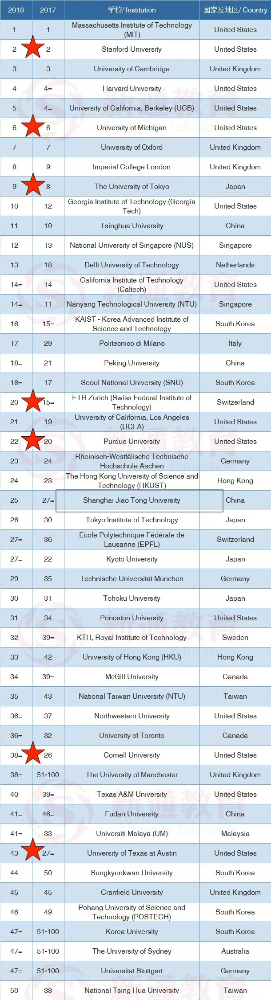 2018 2017 学校/ Institution 国家及地区/ Country
1 1 Massachusetts Institute of Technology (MIT) United States
2 2 Stanford University United States
3 3 University of Cambridge United Kingdom
4 4= Harvard University United States
5 4= University of California, Berkeley (UCB) United States
6 6 University of Michigan United States
7 7 University of Oxford United Kingdom
8 9 Imperial College London United Kingdom
9 8 The University of Tokyo Japan
10 12 Georgia Institute of Technology (Georgia Tech) United States
11 10 Tsinghua University China
12 13 National University of Singapore (NUS) Singapore
13 18 Delft University of Technology Netherlands
14= 14 California Institute of Technology (Caltech) United States
14= 11 Nanyang Technological University (NTU) Singapore
16 15= KAIST - Korea Advanced Institute of Science and Technology South Korea
17 29 Politecnico di Milano Italy
18= 21 Peking University China
18= 17 Seoul National University (SNU) South Korea
20 15= ETH Zurich (Swiss Federal Institute of Technology) Switzerland
21 19 University of California, Los Angeles (UCLA) United States
22 20 Purdue University United States
23 24 Rheinisch-Westfälische Technische Hochschule Aachen Germany
24 23 The Hong Kong University of Science and Technology (HKUST) Hong Kong
25 27= Shanghai Jiao Tong University China
26 30 Tokyo Institute of Technology Japan
27= 36 Ecole Polytechnique Fédérale de Lausanne (EPFL) Switzerland
27= 22 Kyoto University Japan
29 35 Technische Universität München Germany
30 31 Tohoku University Japan
31 34 Princeton University United States
32 39= KTH, Royal Institute of Technology Sweden
33 42 University of Hong Kong (HKU) Hong Kong
34 39= McGill University Canada
35 43 National Taiwan University (NTU) Taiwan
36= 37 Northwestern University United States
36= 32 University of Toronto Canada
38= 26 Cornell University United States
38= 51-100 The University of Manchester United Kingdom
40 39= Texas A&M University United States
41= 46= Fudan University China
41= 33 Universiti Malaya (UM) Malaysia
43 27= University of Texas at Austin United States
44 50 Sungkyunkwan University South Korea
45 45 Cranfield University United Kingdom
46 49 Pohang University of Science and Technology (POSTECH) South Korea
47= 51-100 Korea University South Korea
47= 51-100 The University of Sydney Australia
47= 51-100 Universität Stuttgart Germany
50 38 National Tsing Hua University Taiwan
新通教育